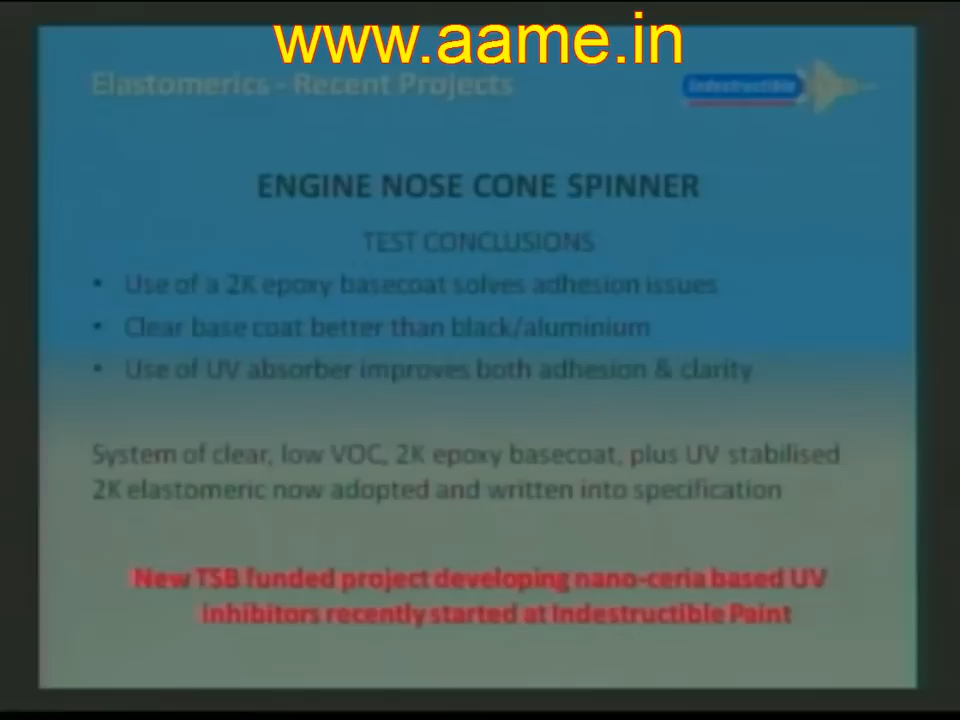 www.aame.in
Elastomerics - Recent Projects
Indestructible
ENGINE NOSE CONE SPINNER
TEST CONCLUSIONS
• Use of a 2K epoxy basecoat solves adhesion issues
• Clear base coat better than black/aluminium
• Use of UV absorber improves both adhesion & clarity
System of clear, low VOC, 2K epoxy basecoat, plus UV stabilised
2K elastomeric now adopted and written into specification
New TSB funded project developing nano-ceria based UV
inhibitors recently started at Indestructible Paint